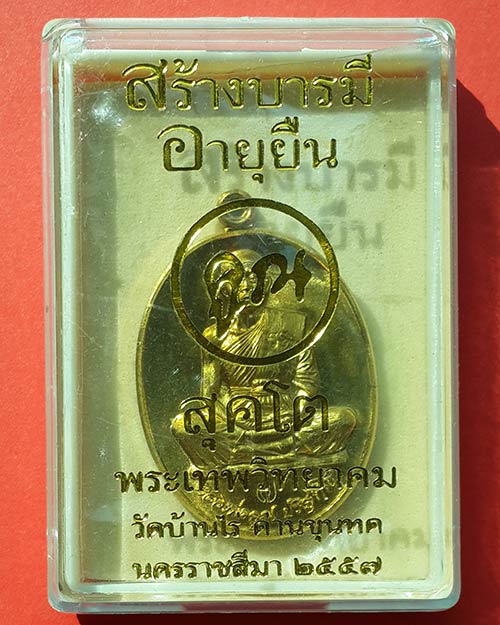 สร้างบารมี
อายุยืน
คูณ
สุคโต
พระเทพวิทยาคม
วัดบ้านไร่ ด่านขุนทด
นครราชสีมา ๒๕๕๗